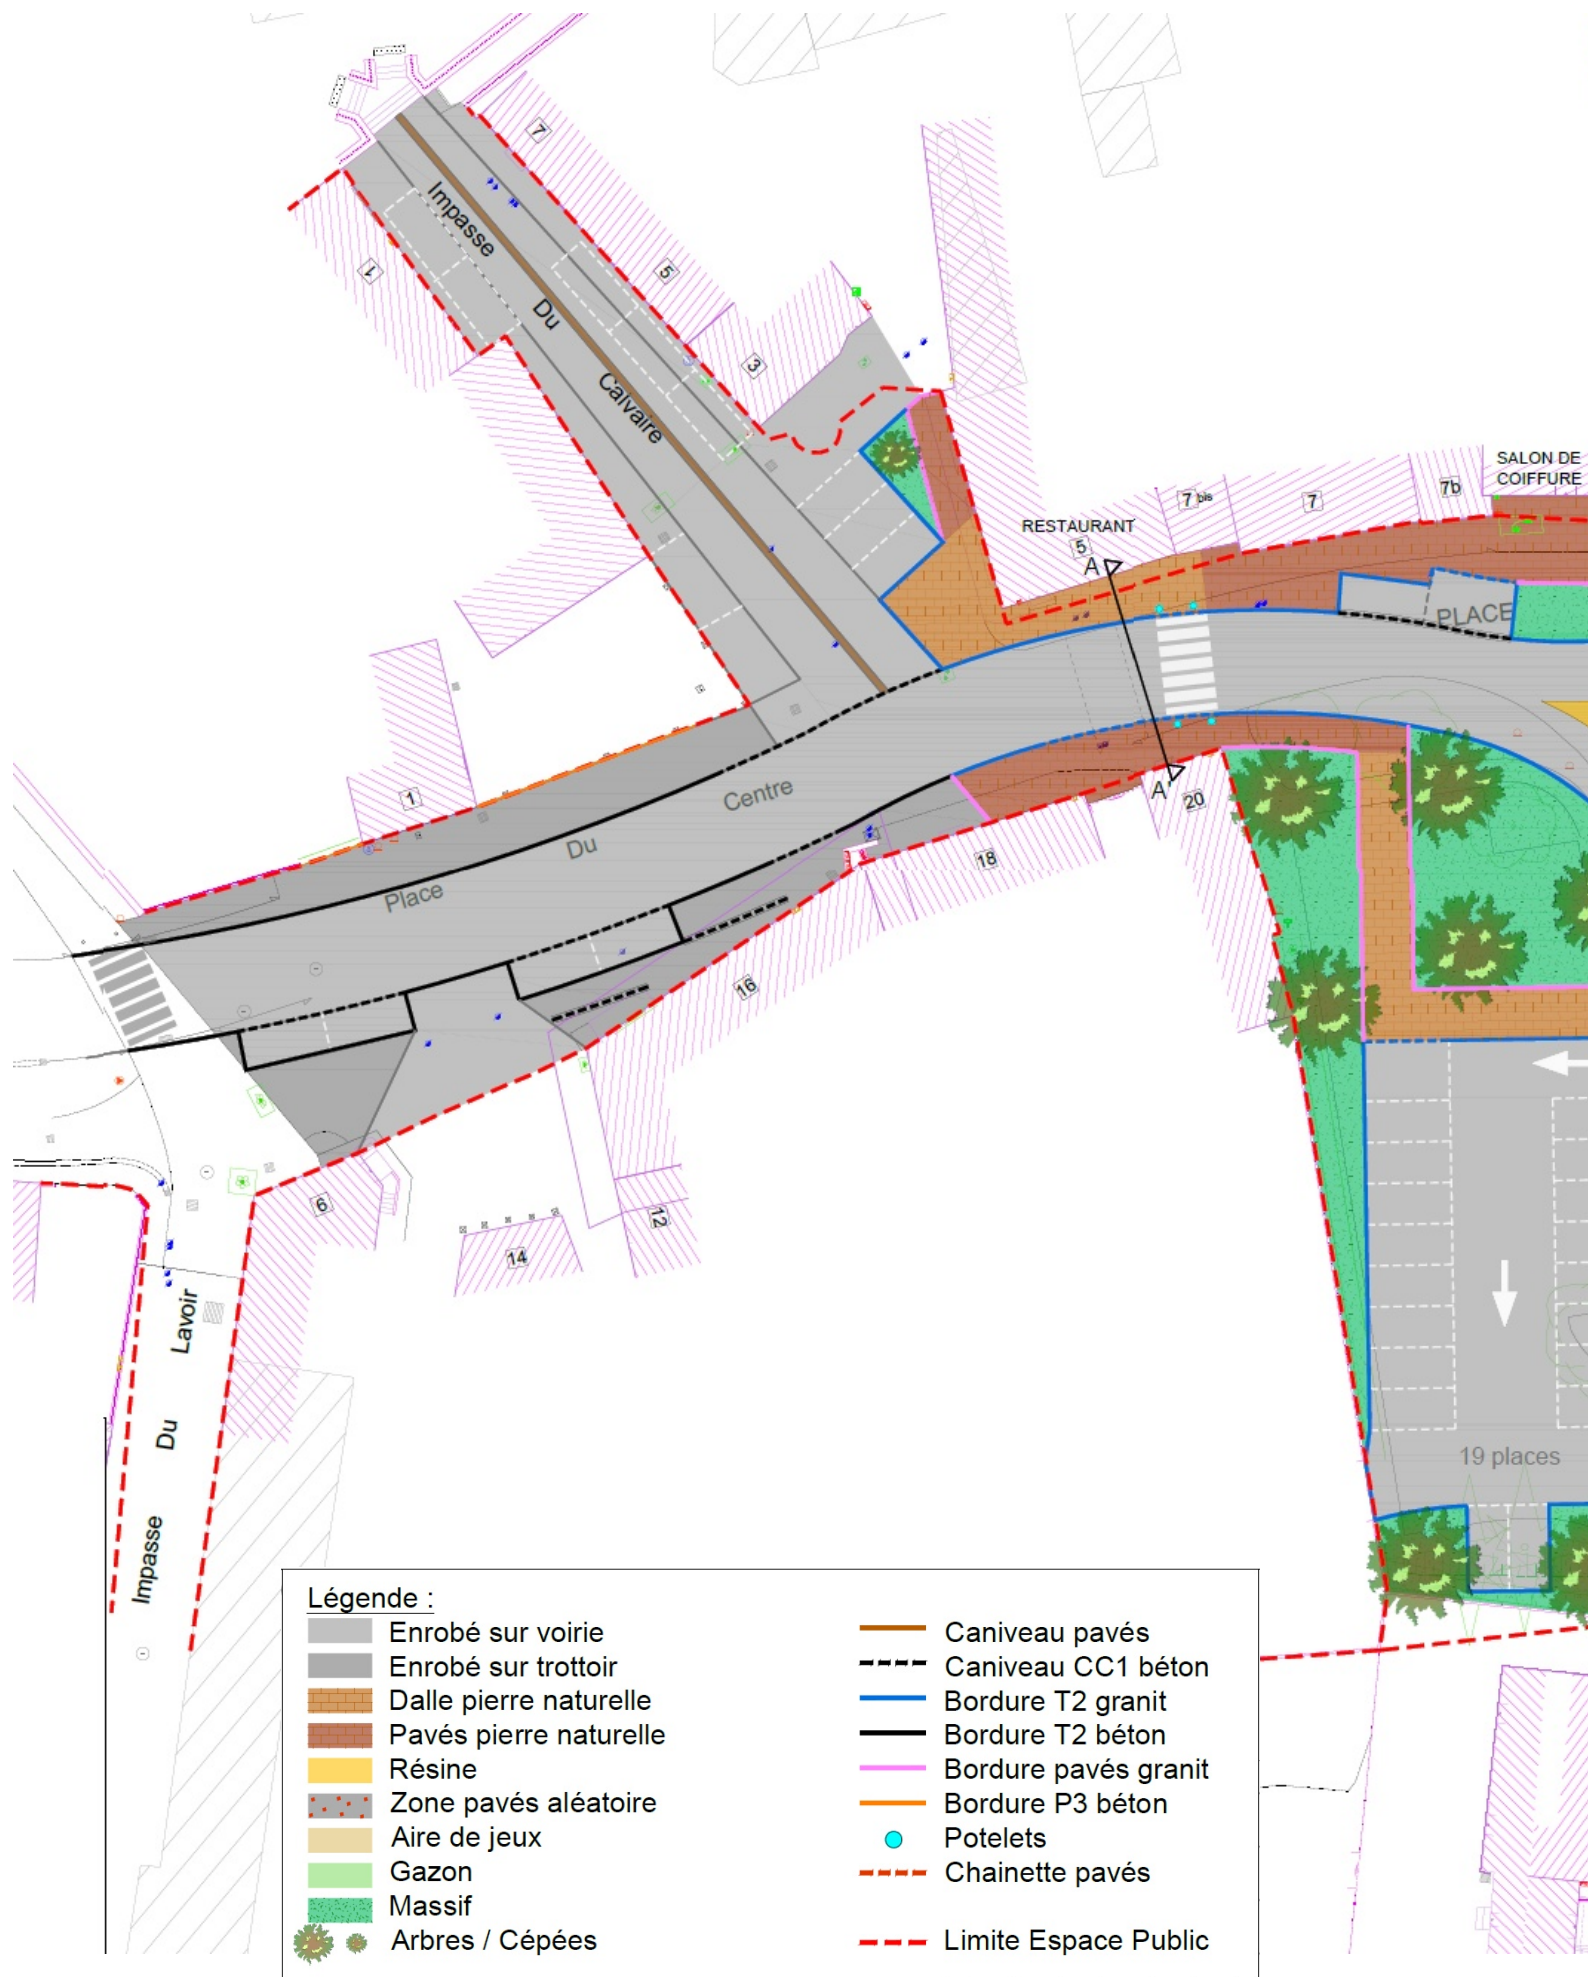 7
Impasse
1
5
Du
3
Calvaire
SALON DE
COIFFURE
7b
7 bis
7
RESTAURANT
5
A
PLACE
1
Centre
A'
20
Du
18
Place
16
6
12
14
Lavoir
Du
Impasse
19 places
Légende :
Enrobé sur voirie
Enrobé sur trottoir
Dalle pierre naturelle
Pavés pierre naturelle
Résine
Zone pavés aléatoire
Aire de jeux
Gazon
Massif
Arbres / Cépées
Caniveau pavés
Caniveau CC1 béton
Bordure T2 granit
Bordure T2 béton
Bordure pavés granit
Bordure P3 béton
Potelets
Chainette pavés
Limite Espace Public